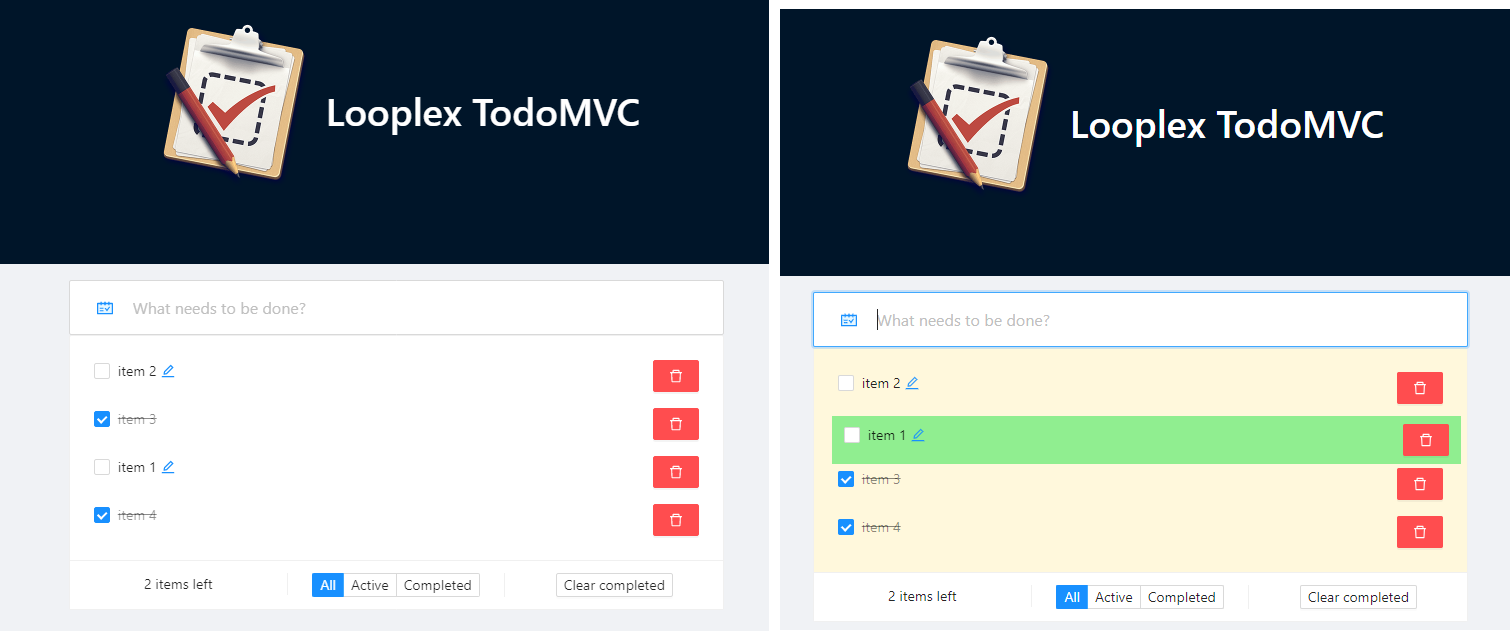 Looplex TodoMVC
What needs to be done?
item 2
item 3
item 1
item 4
2 items left
All Active Completed
Clear completed
Looplex TodoMVC
What needs to be done?
item 2
item 1
item 3
item 4
2 items left
All Active Completed
Clear completed